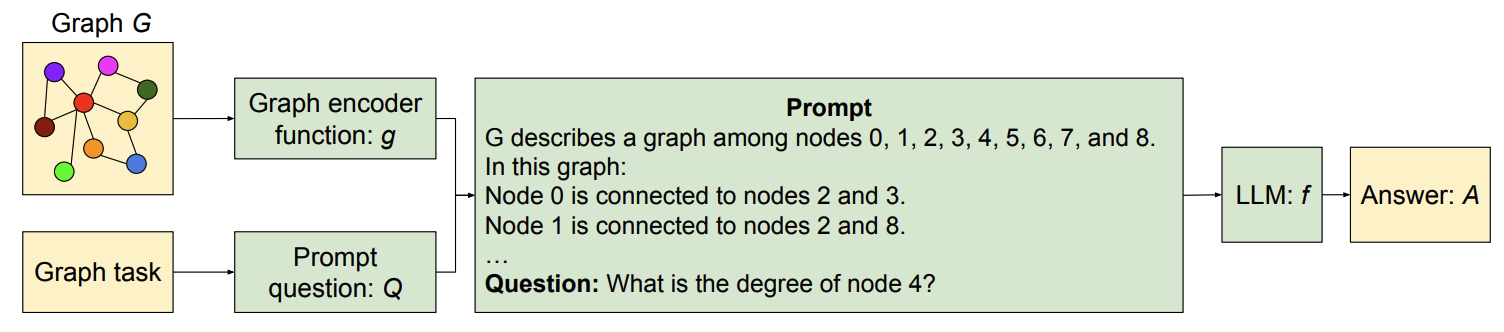 Graph G
Graph encoder
function: g
Graph task
Prompt
question: Q
Prompt
G describes a graph among nodes 0, 1, 2, 3, 4, 5, 6, 7, and 8.
In this graph:
Node 0 is connected to nodes 2 and 3.
Node 1 is connected to nodes 2 and 8.
…
Question: What is the degree of node 4?
LLM: f
Answer: A